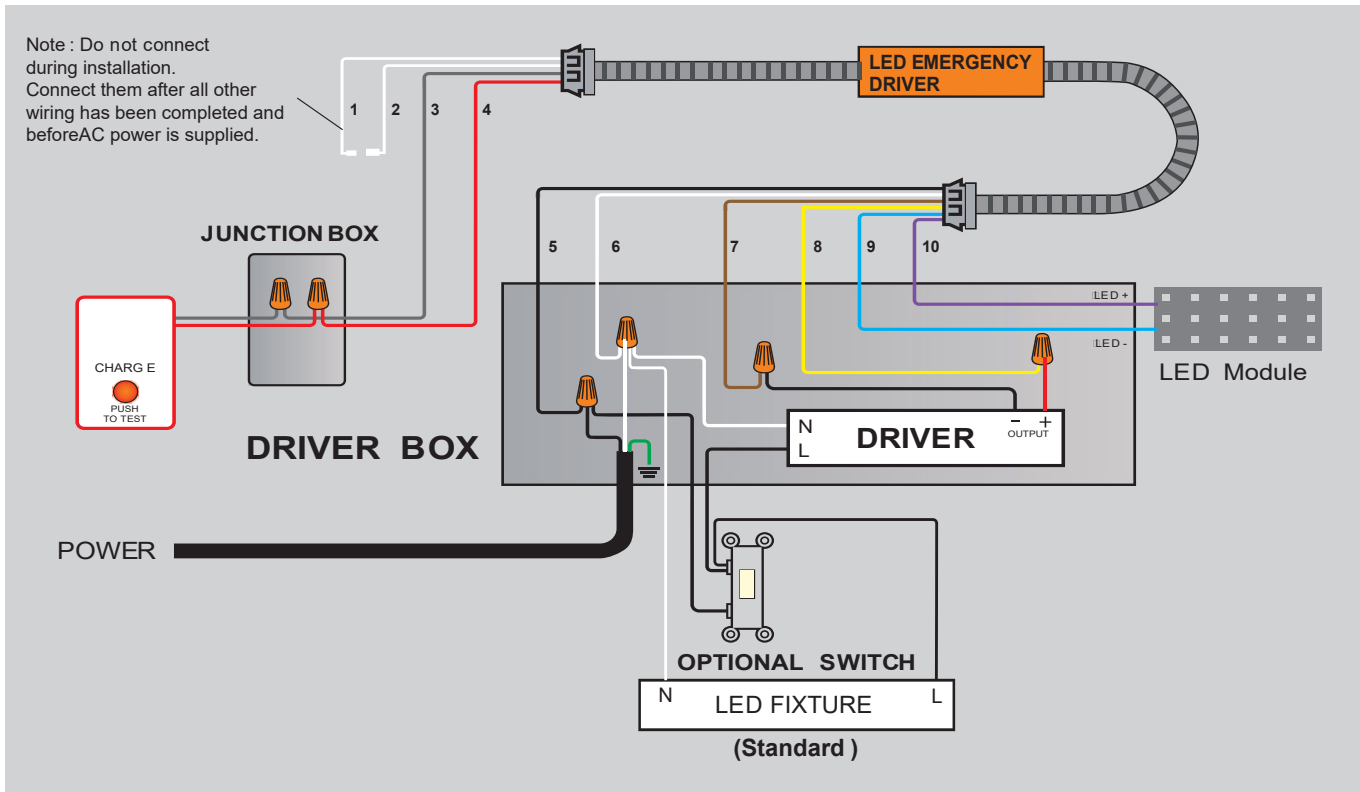 Note : Do not connect
during installation.
Connect them after all other
wiring has been completed and
beforeAC power is supplied.
1 2 3 4
LED EMERGENCY
DRIVER
JUNCTION BOX
5 6 7 8 9 10
LED +
LED -
LED Module
CHARG E
PUSH
TO TEST
DRIVER BOX
N
L
DRIVER
- +
OUTPUT
POWER
OPTIONAL SWITCH
N LED FIXTURE L
(Standard )